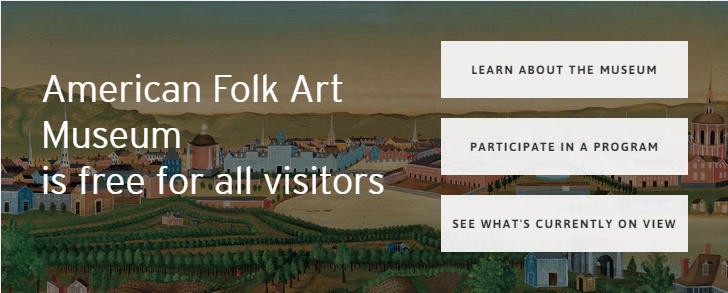 American Folk Art
Museum
is free for all visitors
LEARN ABOUT THE MUSEUM
PARTICIPATE IN A PROGRAM
SEE WHAT'S CURRENTLY ON VIEW